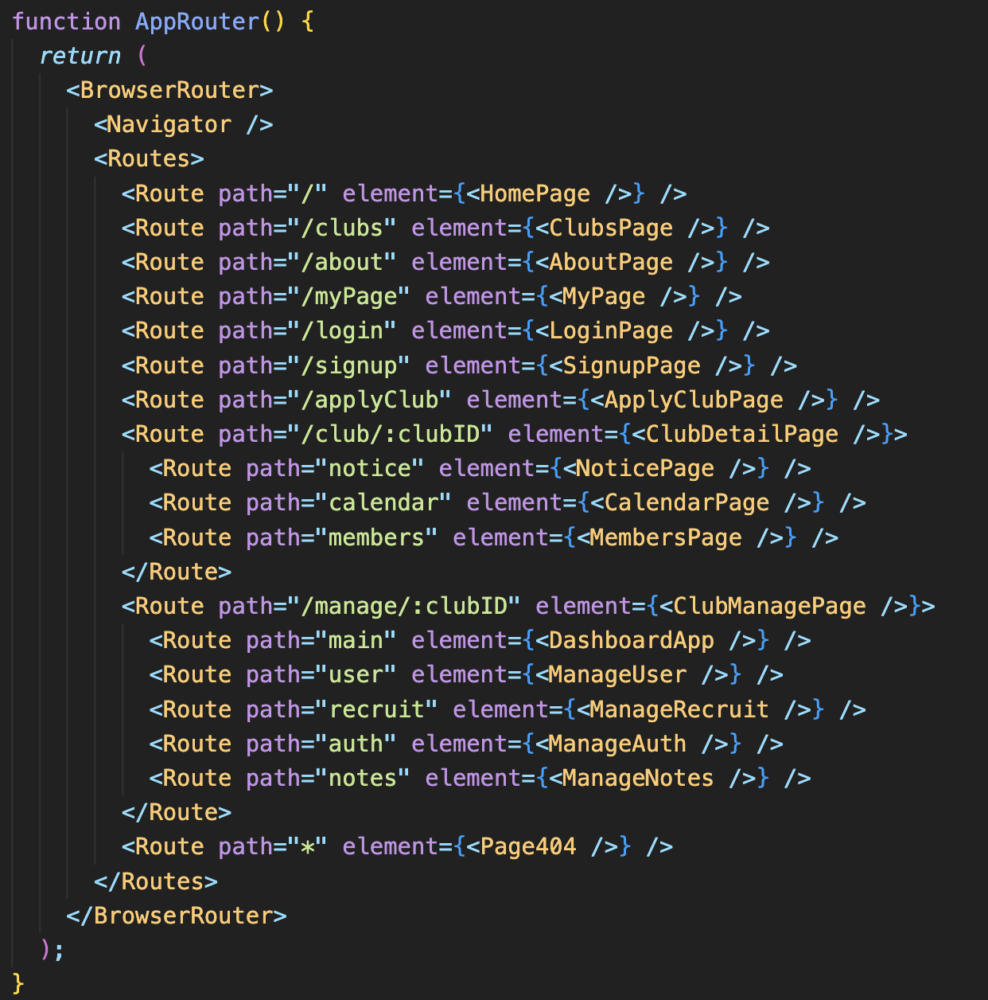 function AppRouter() {
  return (
    <BrowserRouter>
      <Navigator />
      <Routes>
        <Route path="/" element={<HomePage />} />
        <Route path="/clubs" element={<ClubsPage />} />
        <Route path="/about" element={<AboutPage />} />
        <Route path="/myPage" element={<MyPage />} />
        <Route path="/login" element={<LoginPage />} />
        <Route path="/signup" element={<SignupPage />} />
        <Route path="/applyClub" element={<ApplyClubPage />} />
        <Route path="/club/:clubID" element={<ClubDetailPage />}>
          <Route path="notice" element={<NoticePage />} />
          <Route path="calendar" element={<CalendarPage />} />
          <Route path="members" element={<MembersPage />} />
        </Route>
        <Route path="/manage/:clubID" element={<ClubManagePage />}>
          <Route path="main" element={<DashboardApp />} />
          <Route path="user" element={<ManageUser />} />
          <Route path="recruit" element={<ManageRecruit />} />
          <Route path="auth" element={<ManageAuth />} />
          <Route path="notes" element={<ManageNotes />} />
        </Route>
        <Route path="*" element={<Page404 />} />
      </Routes>
    </BrowserRouter>
  );
}